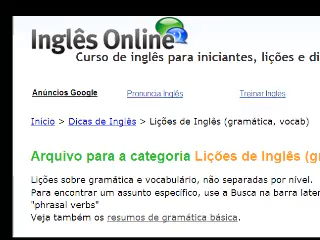 Inglês Online
Curso de inglês para iniciantes, lições e di
Anúncios Google
Pronuncia Inglês
Treinar Ingles
Início > Dicas de Inglês > Lições de Inglês (gramática, vocab)
Arquivo para a categoria Lições de Inglês (gr
Lições sobre gramática e vocabulário, não separadas por nível.
Para encontrar um assunto específico, use a Busca na barra later
"phrasal verbs"
Veja também os resumos de gramática básica.